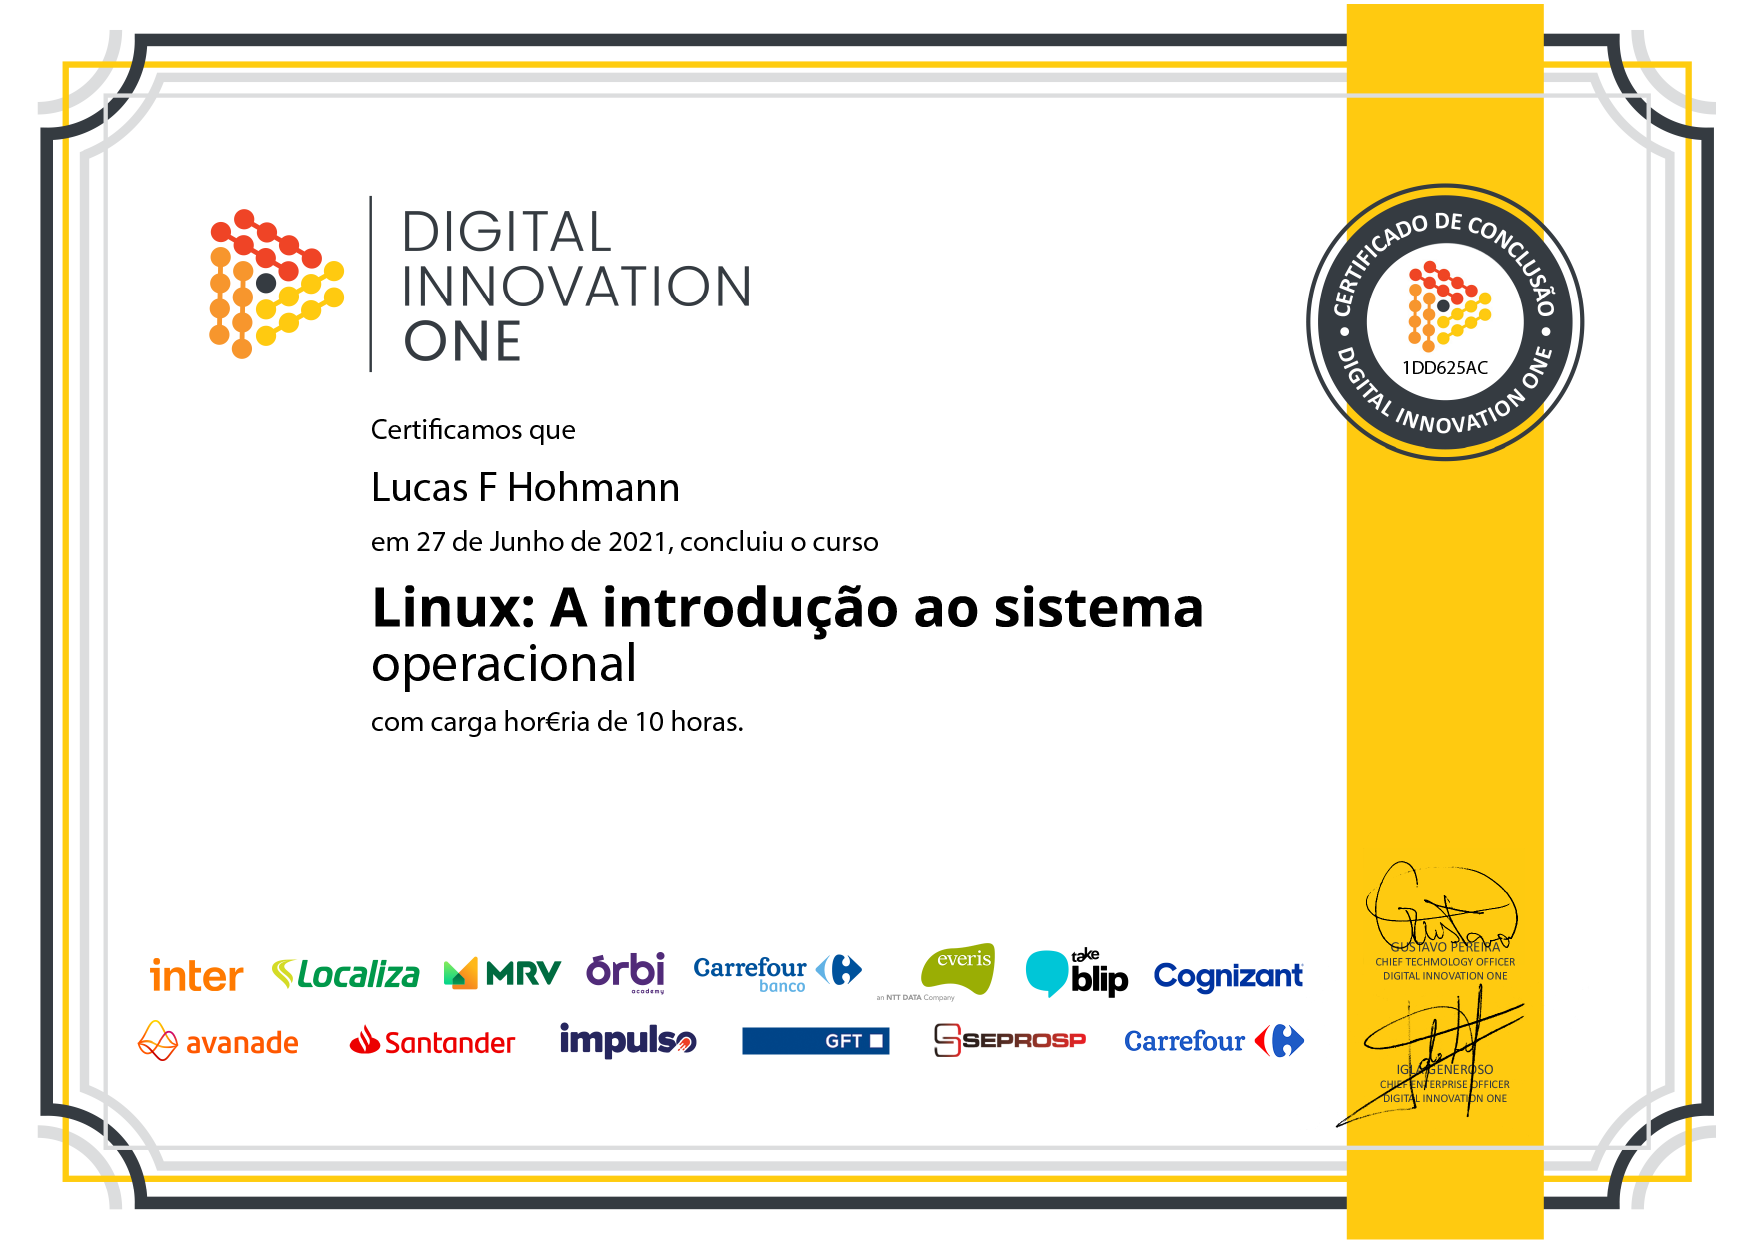 DIGITAL
INNOVATION
ONE
CERTIFICADO DE CONCLUSÃO
1DD625AC
DIGITAL INNOVATION ONE
Certificamos que
Lucas F Hohmann
em 27 de Junho de 2021, concluiu o curso
Linux: A introdução ao sistema
operacional
com carga hor€ria de 10 horas.
GUSTAVO PEREIRA
CHIEF TECHNOLOGY OFFICER
DIGITAL INNOVATION ONE
inter
Localiza
MRV
órbi
academy
Carrefour
banco
everis
an NTT DATA Company
take
blip
Cognizant
avanade
Santander
impulso
GFT
SEPROSP
Carrefour
IGLA GENEROSO
CHIEF ENTERPRISE OFFICER
DIGITAL INNOVATION ONE